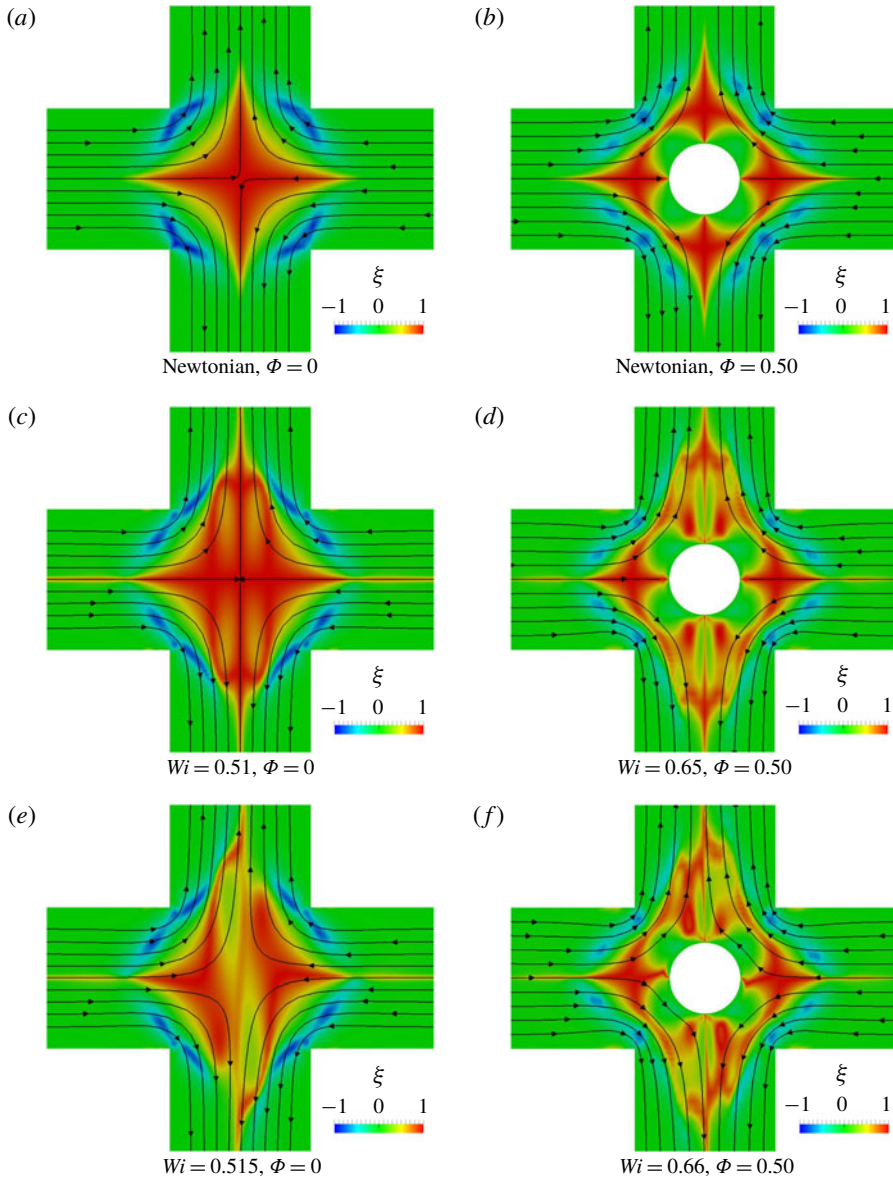 (a)
(b)
ξ
−1 0 1
Newtonian, Φ = 0
ξ
−1 0 1
Newtonian, Φ = 0.50
(c)
(d)
ξ
−1 0 1
Wi = 0.51, Φ = 0
ξ
−1 0 1
Wi = 0.65, Φ = 0.50
(e)
(f)
ξ
−1 0 1
Wi = 0.515, Φ = 0
ξ
−1 0 1
Wi = 0.66, Φ = 0.50